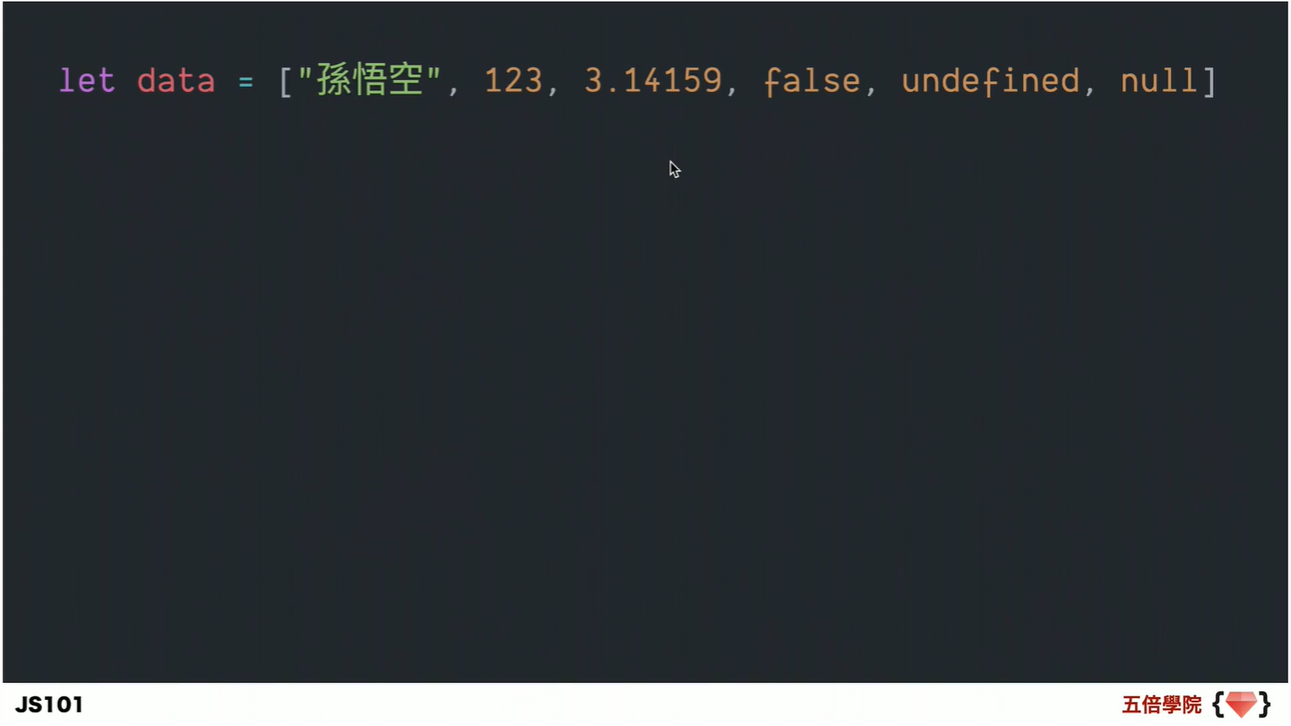 let data = ["孫悟空", 123, 3.14159, false, undefined, null]
JS101
五倍學院 { }